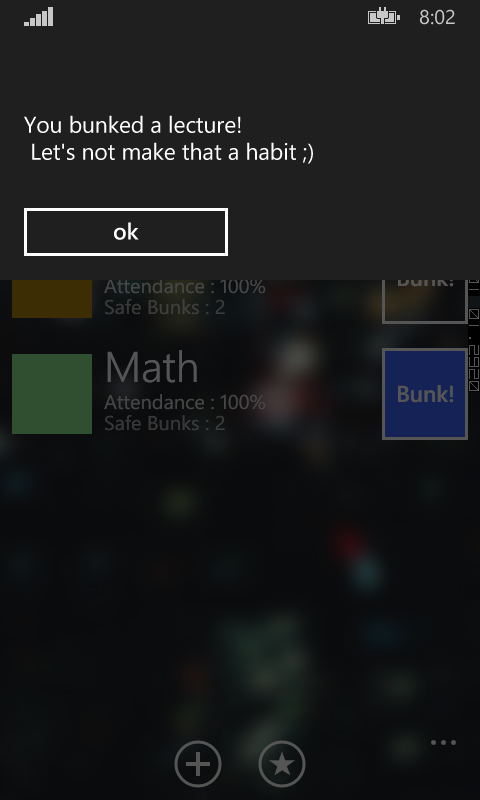 8:02
You bunked a lecture!
Let's not make that a habit ;)
ok
Attendance : 100%
Safe Bunks : 2
Bunk!
Math
Attendance : 100%
Safe Bunks : 2
Bunk!